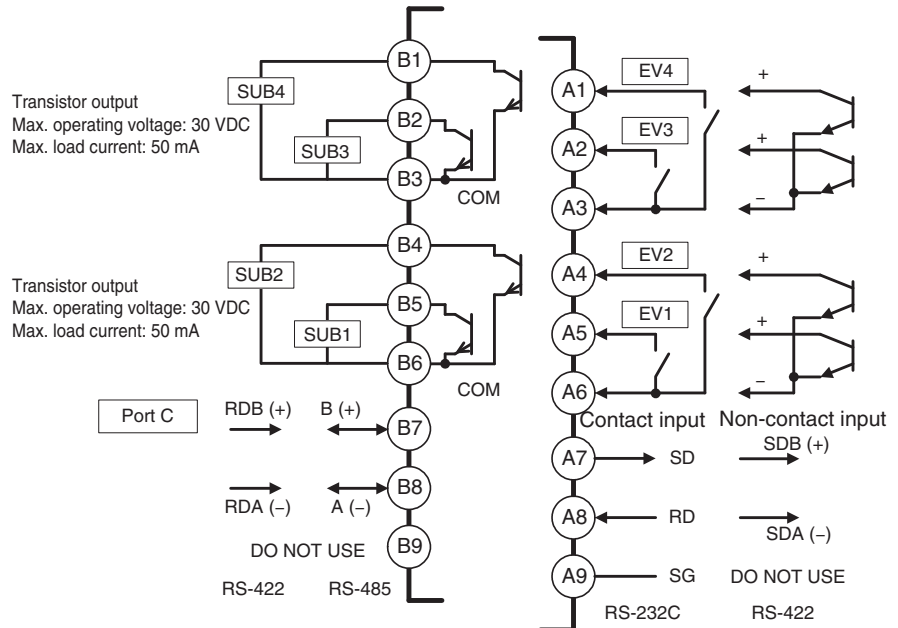 Transistor output
Max. operating voltage: 30 VDC
Max. load current: 50 mA
SUB4
SUB3
B1
B2
B3
COM
Transistor output
Max. operating voltage: 30 VDC
Max. load current: 50 mA
SUB2
SUB1
B4
B5
B6
COM
Port C
RDB (+) B (+)
B7
RDA (−) A (−)
B8
DO NOT USE
B9
RS-422 RS-485
A1
EV4
+
A2
EV3
+
A3
−
A4
EV2
+
A5
EV1
+
A6
−
Contact input Non-contact input
A7
SD
SDB (+)
A8
RD
SDA (−)
A9
SG
DO NOT USE
RS-232C RS-422